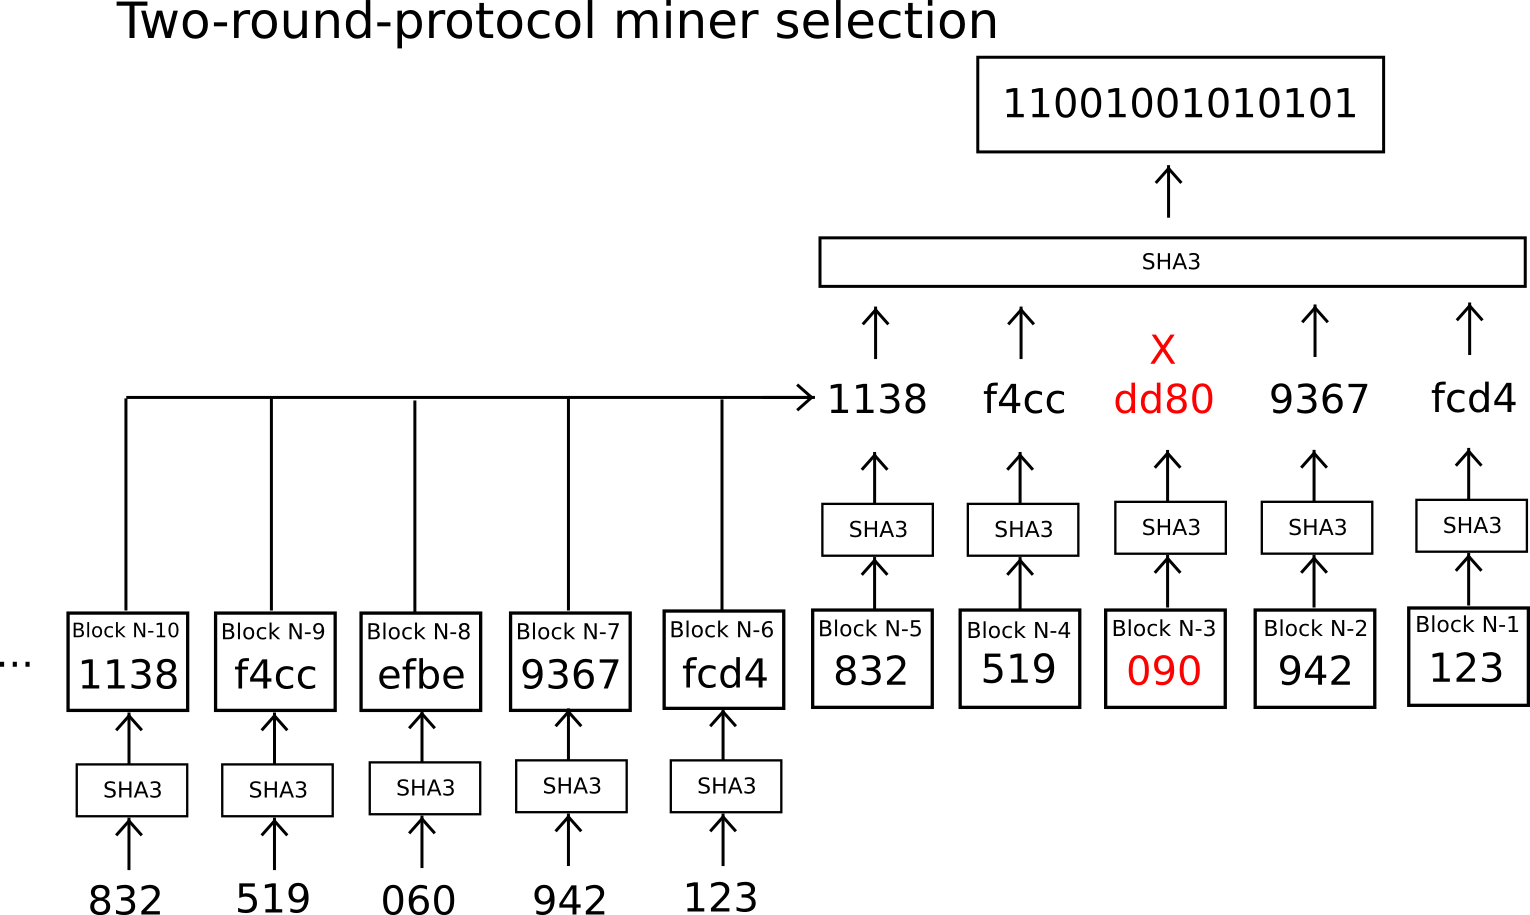 Two-round-protocol miner selection
11001001010101
SHA3
X
1138 f4cc dd80 9367 fcd4
SHA3 SHA3 SHA3 SHA3 SHA3
Block N-10 Block N-9 Block N-8 Block N-7 Block N-6 Block N-5 Block N-4 Block N-3 Block N-2 Block N-1
... 1138 f4cc efbe 9367 fcd4 832 519 090 942 123
SHA3 SHA3 SHA3 SHA3 SHA3
832 519 060 942 123